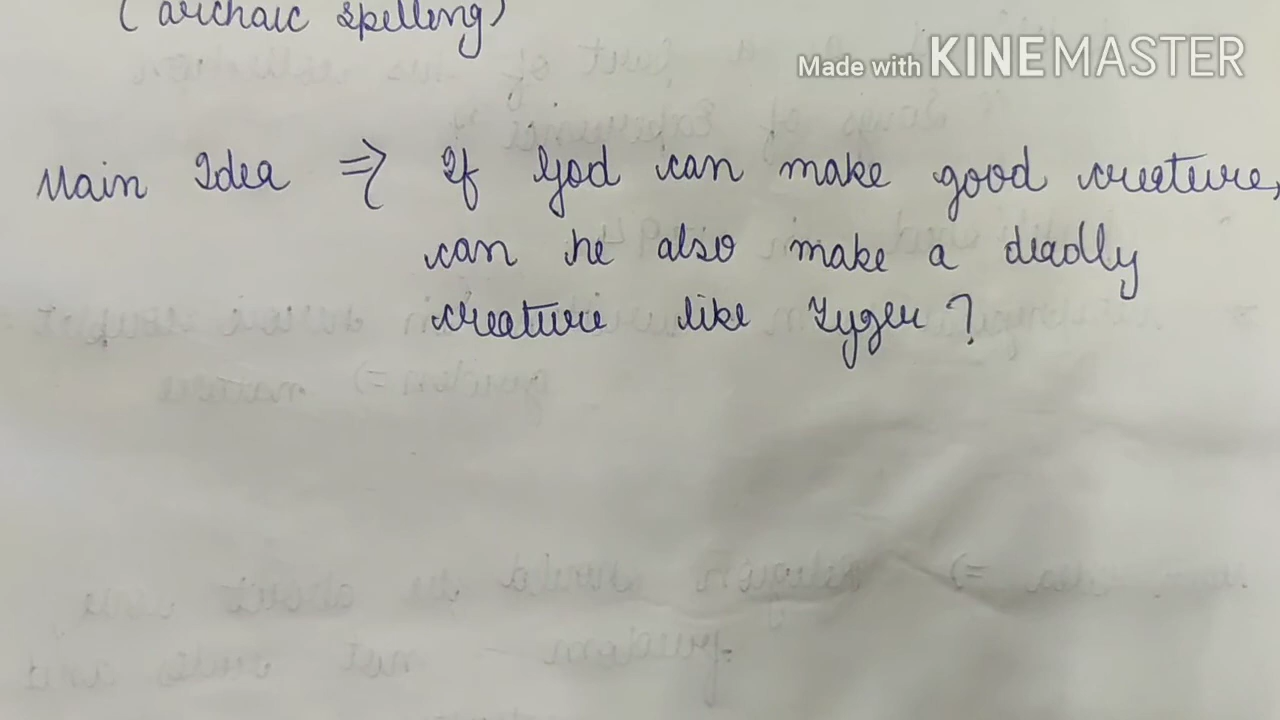 (archaic spelling)
Made with KINEMASTER
Main Idea ⇒ If God can make good creature,
can he also make a deadly
creature like Tyger?